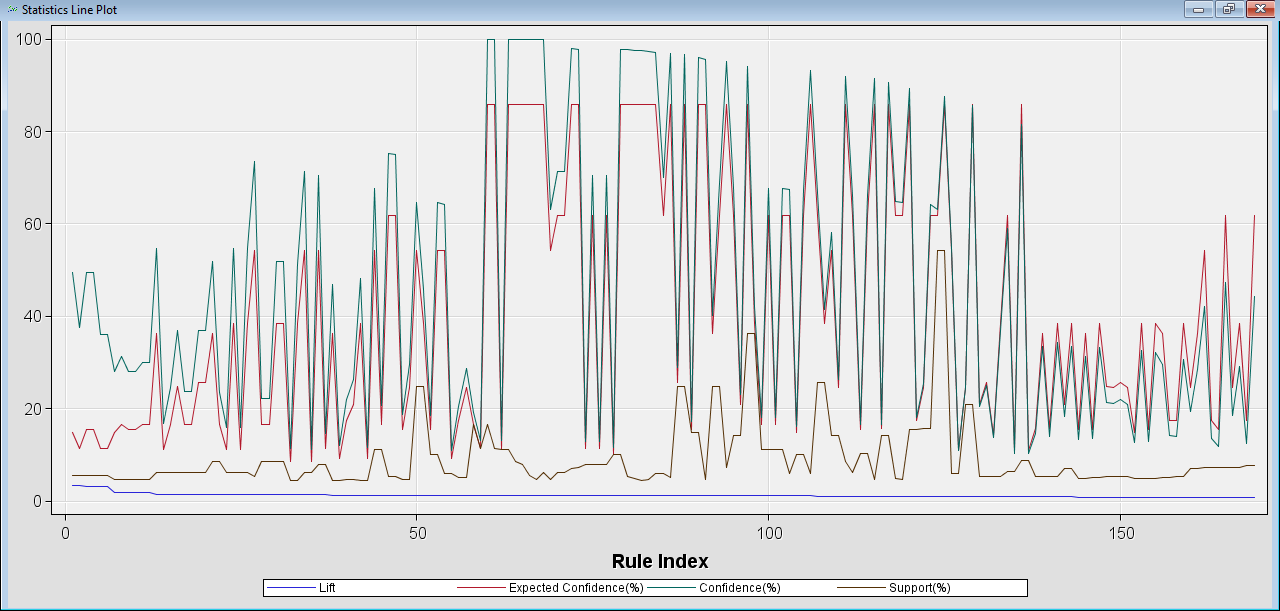 Statistics Line Plot
100
80
60
40
20
0
0 50 100 150
Rule Index
Lift Expected Confidence(%) Confidence(%) Support(%)